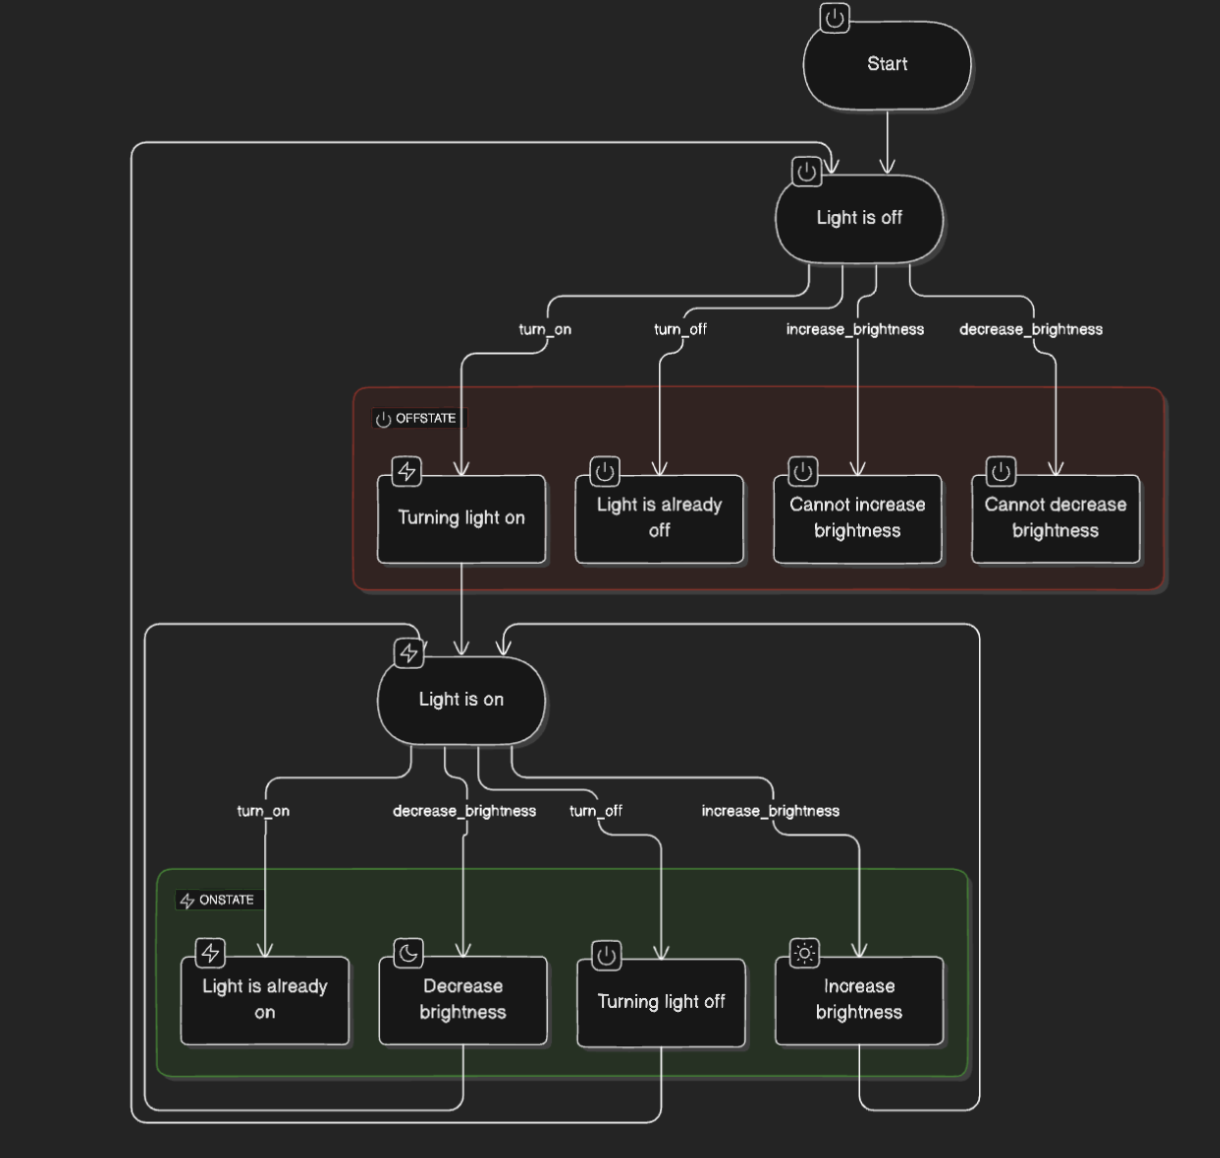 Start
Light is off
turn_on
turn_off
increase_brightness
decrease_brightness
OFFSTATE
Turning light on
Light is already
off
Cannot increase
brightness
Cannot decrease
brightness
Light is on
turn_on
decrease_brightness
turn_off
increase_brightness
ONSTATE
Light is already
on
Decrease
brightness
Turning light off
Increase
brightness